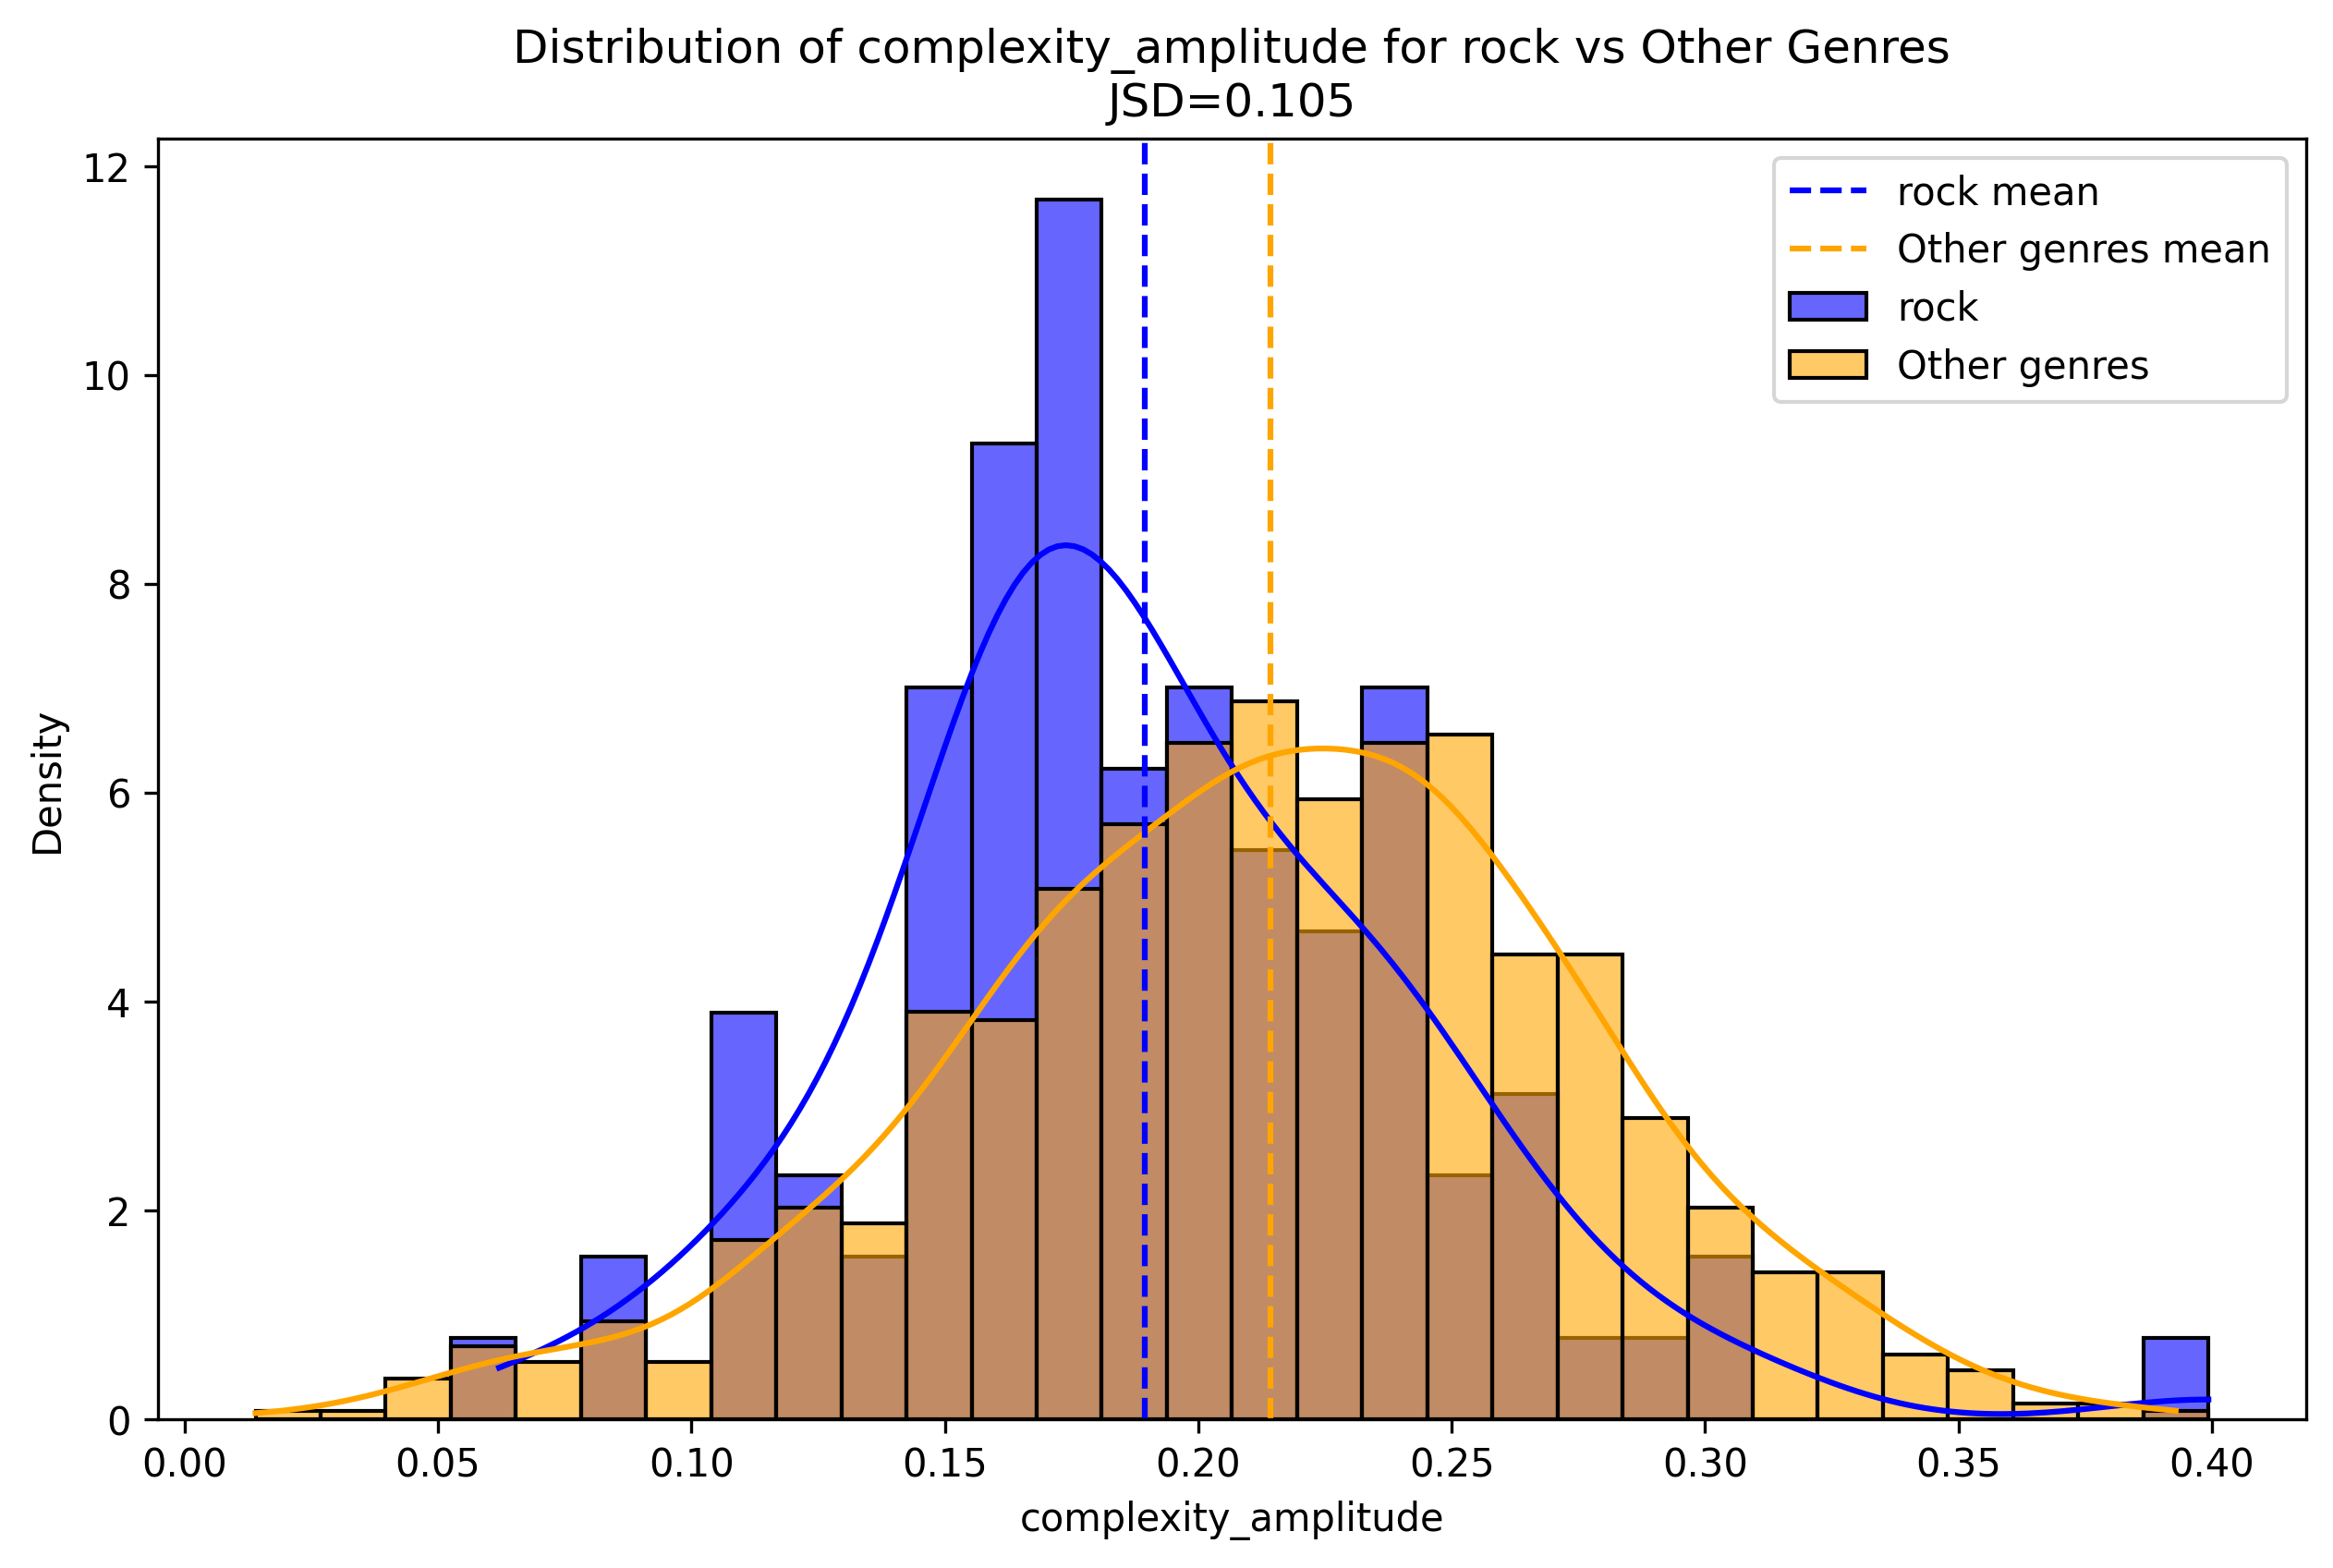 Distribution of complexity_amplitude for rock vs Other Genres
JSD=0.105
12
10
8
6
4
2
0
Density
rock mean
Other genres mean
rock
Other genres
0.00 0.05 0.10 0.15 0.20 0.25 0.30 0.35 0.40
complexity_amplitude